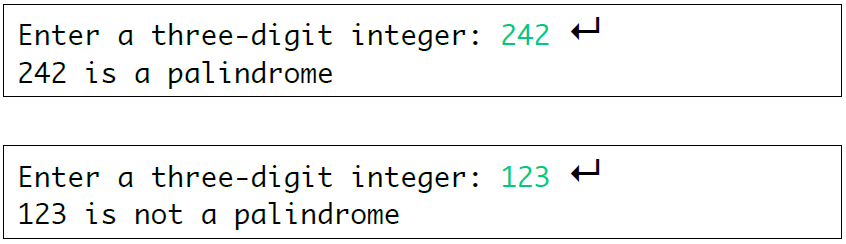 Enter a three-digit integer: 242 ↵
242 is a palindrome
Enter a three-digit integer: 123 ↵
123 is not a palindrome